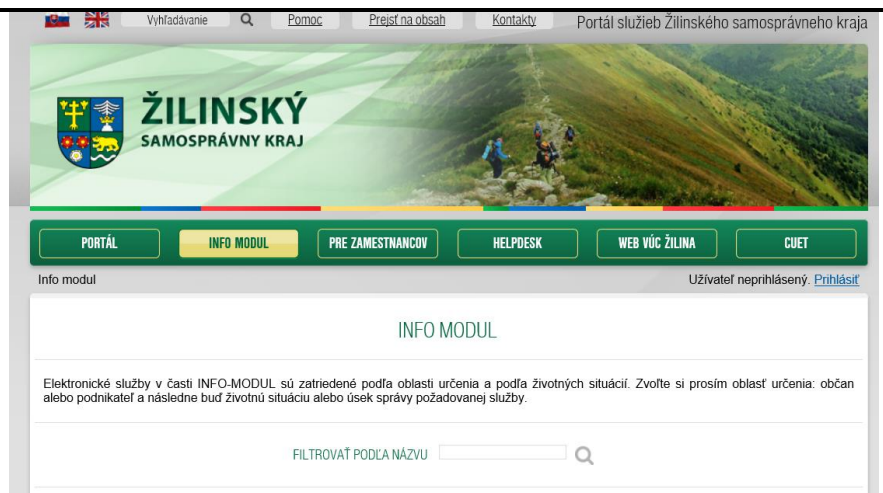 Vyhľadávanie Pomoc Prejsť na obsah Kontakty Portál služieb Žilinského samosprávneho kraja
ŽILINSKÝ
SAMOSPRÁVNY KRAJ
PORTÁL INFO MODUL PRE ZAMESTNANCOV HELPDESK WEB VÚC ŽILINA CUET
Info modul Užívateľ neprihlásený. Prihlásiť
INFO MODUL
Elektronické služby v časti INFO-MODUL sú zatriedené podľa oblasti určenia a podľa životných situácií. Zvoľte si prosím oblasť určenia: občan
alebo podnikateľ a následne buď životnú situáciu alebo úsek správy požadovanej služby.
FILTROVAŤ PODĽA NÁZVU